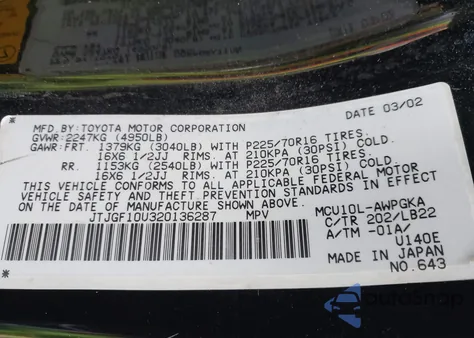 DATE 03/02
MFD.BY:TOYOTA MOTOR CORPORATION
GVWR:2247KG (4950LB)
GAWR:FRT. 1379KG (3040LB) WITH P225/70R16 TIRES.
16X6 1/2JJ RIMS. AT 210KPA (30PSI) COLD.
RR. 1153KG (2540LB) WITH P225/70R16 TIRES.
16X6 1/2JJ RIMS. AT 210KPA (30PSI) COLD.
THIS VEHICLE CONFORMS TO ALL APPLICABLE FEDERAL MOTOR
VEHICLE SAFETY AND THEFT PREVENTION STANDARDS IN EFFECT
ON THE DATE OF MANUFACTURE SHOWN ABOVE.
JTJGF10U320136287 MPV
MCU10L-AWPGKA
C/TR 202/LB22
A/TM -01A/
U140E
MADE IN JAPAN
NO.643
autosnap